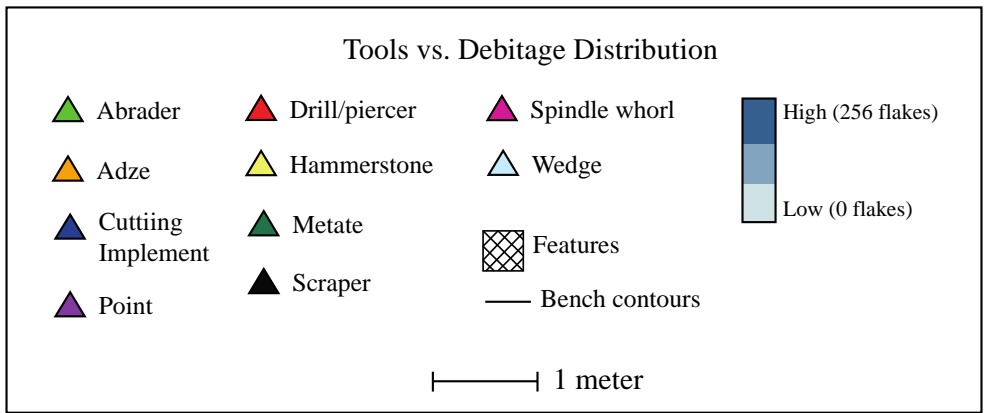 Tools vs. Debitage Distribution
Abrader
Adze
Cuttiing
Implement
Point
Drill/piercer
Hammerstone
Metate
Scraper
Spindle whorl
Wedge
Features
Bench contours
High (256 flakes)
Low (0 flakes)
1 meter